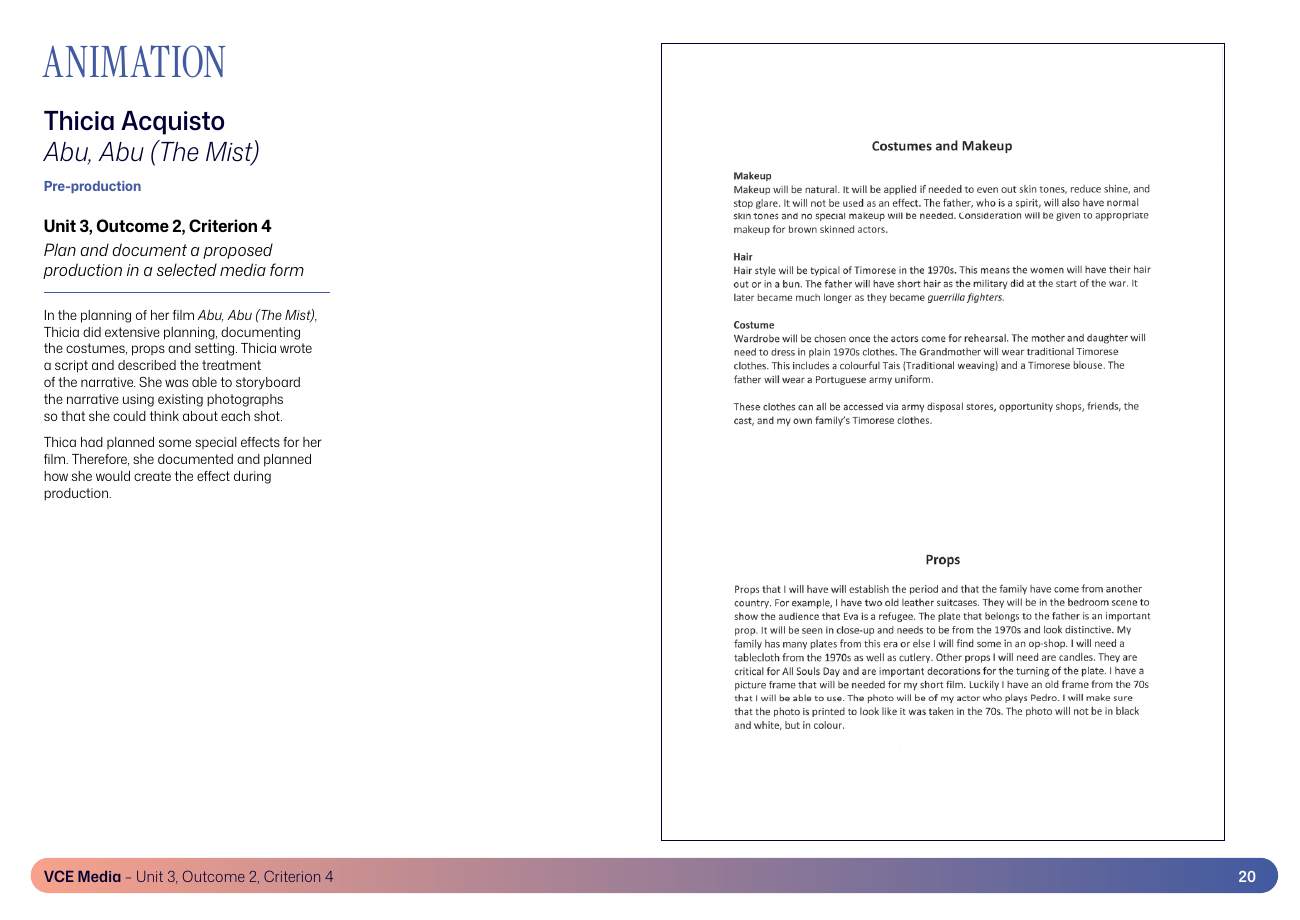 ANIMATION
Thicia Acquisto
Abu, Abu (The Mist)
Pre-production
Unit 3, Outcome 2, Criterion 4
Plan and document a proposed
production in a selected media form
In the planning of her film Abu, Abu (The Mist),
Thicia did extensive planning, documenting
the costumes, props and setting. Thicia wrote
a script and described the treatment
of the narrative. She was able to storyboard
the narrative using existing photographs
so that she could think about each shot.
Thica had planned some special effects for her
film. Therefore, she documented and planned
how she would create the effect during
production.
Costumes and Makeup
Makeup
Makeup will be natural. It will be applied if needed to even out skin tones, reduce shine, and
stop glare. It will not be used as an effect. The father, who is a spirit, will also have normal
skin tones and no special makeup will be needed. Consideration will be given to appropriate
makeup for brown skinned actors.
Hair
Hair style will be typical of Timorese in the 1970s. This means the women will have their hair
out or in a bun. The father will have short hair as the military did at the start of the war. It
later became much longer as they became guerrilla fighters.
Costume
Wardrobe will be chosen once the actors come for rehearsal. The mother and daughter will
need to dress in plain 1970s clothes. The Grandmother will wear traditional Timorese
clothes. This includes a colourful Tais (Traditional weaving) and a Timorese blouse. The
father will wear a Portuguese army uniform.
These clothes can all be accessed via army disposal stores, opportunity shops, friends, the
cast, and my own family's Timorese clothes.
Props
Props that I will have will establish the period and that the family have come from another
country. For example, I have two old leather suitcases. They will be in the bedroom scene to
show the audience that Eva is a refugee. The plate that belongs to the father is an important
prop. It will be seen in close-up and needs to be from the 1970s and look distinctive. My
family has many plates from this era or else I will find some in an op-shop. I will need a
tablecloth from the 1970s as well as cutlery. Other props I will need are candles. They are
critical for All Souls Day and are important decorations for the turning of the plate. I have a
picture frame that will be needed for my short film. Luckily I have an old frame from the 70s
that I will be able to use. The photo will be of my actor who plays Pedro. I will make sure
that the photo is printed to look like it was taken in the 70s. The photo will not be in black
and white, but in colour.
VCE Media – Unit 3, Outcome 2, Criterion 4
20